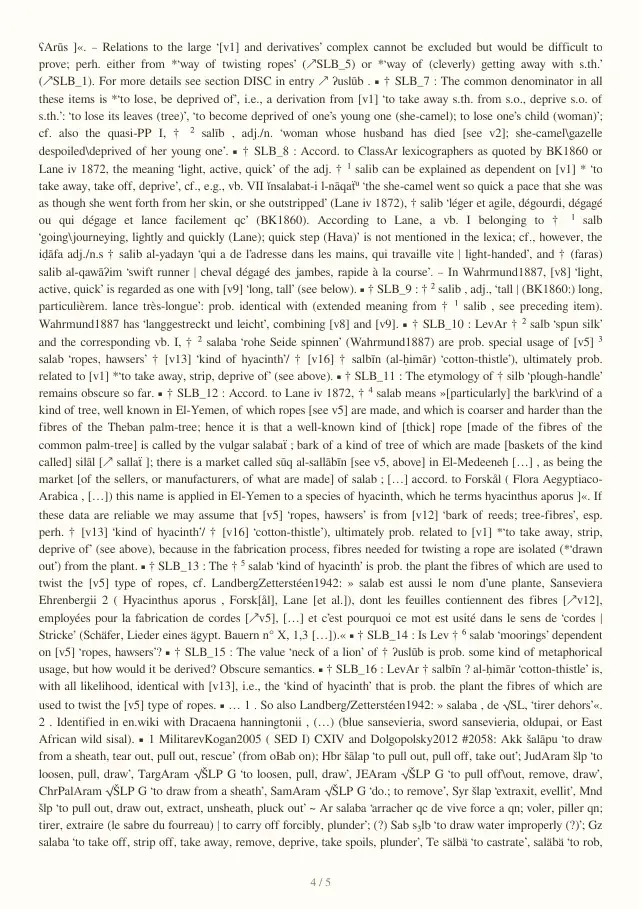 ʕArūs ]«. – Relations to the large ‘[v1] and derivatives’ complex cannot be excluded but would be difficult to
prove; perh. either from *‘way of twisting ropes’ (↗SLB_5) or *‘way of (cleverly) getting away with s.th.’
(↗SLB_1). For more details see section DISC in entry ↗ ʔuslūb . ▪ † SLB_7 : The common denominator in all
these items is *‘to lose, be deprived of’, i.e., a derivation from [v1] ‘to take away s.th. from s.o., deprive s.o. of
s.th.’: ‘to lose its leaves (tree)’, ‘to become deprived of one’s young one (she-camel); to lose one’s child (woman)’;
cf. also the quasi-PP I, † ² salīb , adj./n. ‘woman whose husband has died [see v2]; she-camel\gazelle
despoiled\deprived of her young one’. ▪ † SLB_8 : Accord. to ClassAr lexicographers as quoted by BK1860 or
Lane iv 1872, the meaning ‘light, active, quick’ of the adj. † ¹ salib can be explained as dependent on [v1] * ‘to
take away, take off, deprive’, cf., e.g., vb. VII ĭnsalabat-i l-nāqaẗᵘ ‘the she-camel went so quick a pace that she was
as though she went forth from her skin, or she outstripped’ (Lane iv 1872), † salib ‘léger et agile, dégourdi, dégagé
ou qui dégage et lance facilement qc’ (BK1860). According to Lane, a vb. I belonging to † ¹ salb
‘going\journeying, lightly and quickly (Lane); quick step (Hava)’ is not mentioned in the lexica; cf., however, the
iḍāfa adj./n.s † salib al-yadayn ‘qui a de l’adresse dans les mains, qui travaille vite | light-handed’, and † (faras)
salib al-qawāʔim ‘swift runner | cheval dégagé des jambes, rapide à la course’. – In Wahrmund1887, [v8] ‘light,
active, quick’ is regarded as one with [v9] ‘long, tall’ (see below). ▪ † SLB_9 : † ² salib , adj., ‘tall | (BK1860:) long,
particulièrem. lance très-longue’: prob. identical with (extended meaning from † ¹ salib , see preceding item).
Wahrmund1887 has ‘langgestreckt und leicht’, combining [v8] and [v9]. ▪ † SLB_10 : LevAr † ² salb ‘spun silk’
and the corresponding vb. I, † ² salaba ‘rohe Seide spinnen’ (Wahrmund1887) are prob. special usage of [v5] ³
salab ‘ropes, hawsers’ † [v13] ‘kind of hyacinth’/ † [v16] † salbīn (al-ḥimār) ‘cotton-thistle’), ultimately prob.
related to [v1] *‘to take away, strip, deprive of’ (see above). ▪ † SLB_11 : The etymology of † silb ‘plough-handle’
remains obscure so far. ▪ † SLB_12 : Accord. to Lane iv 1872, † ⁴ salab means »[particularly] the bark\rind of a
kind of tree, well known in El-Yemen, of which ropes [see v5] are made, and which is coarser and harder than the
fibres of the Theban palm-tree; hence it is that a well-known kind of [thick] rope [made of the fibres of the
common palm-tree] is called by the vulgar salabaẗ ; bark of a kind of tree of which are made [baskets of the kind
called] silāl [↗ sallaẗ ]; there is a market called sūq al-sallābīn [see v5, above] in El-Medeeneh […] , as being the
market [of the sellers, or manufacturers, of what are made] of salab ; […] accord. to Forskål ( Flora Aegyptiaco-
Arabica , […]) this name is applied in El-Yemen to a species of hyacinth, which he terms hyacinthus aporus ]«. If
these data are reliable we may assume that [v5] ‘ropes, hawsers’ is from [v12] ‘bark of reeds; tree-fibres’, esp.
perh. † [v13] ‘kind of hyacinth’/ † [v16] ‘cotton-thistle’), ultimately prob. related to [v1] *‘to take away, strip,
deprive of’ (see above), because in the fabrication process, fibres needed for twisting a rope are isolated (*‘drawn
out’) from the plant. ▪ † SLB_13 : The † ⁵ salab ‘kind of hyacinth’ is prob. the plant the fibres of which are used to
twist the [v5] type of ropes, cf. LandbergZetterstéen1942: » salab est aussi le nom d’une plante, Sanseviera
Ehrenbergii 2 ( Hyacinthus aporus , Forsk[ål], Lane [et al.]), dont les feuilles contiennent des fibres [↗v12],
employées pour la fabrication de cordes [↗v5], […] et c’est pourquoi ce mot est usité dans le sens de ‘cordes |
Stricke’ (Schäfer, Lieder eines ägypt. Bauern n° X, 1,3 […]).« ▪ † SLB_14 : Is Lev † ⁶ salab ‘moorings’ dependent
on [v5] ‘ropes, hawsers’? ▪ † SLB_15 : The value ‘neck of a lion’ of † ʔuslūb is prob. some kind of metaphorical
usage, but how would it be derived? Obscure semantics. ▪ † SLB_16 : LevAr † salbīn ? al-ḥimār ‘cotton-thistle’ is,
with all likelihood, identical with [v13], i.e., the ‘kind of hyacinth’ that is prob. the plant the fibres of which are
used to twist the [v5] type of ropes. ▪ … 1 . So also Landberg/Zetterstéen1942: » salaba , de √SL, ‘tirer dehors’«.
2 . Identified in en.wiki with Dracaena hanningtonii , (…) (blue sansevieria, sword sansevieria, oldupai, or East
African wild sisal). ▪ 1 MilitarevKogan2005 ( SED I) CXIV and Dolgopolsky2012 #2058: Akk šalāpu ‘to draw
from a sheath, tear out, pull out, rescue’ (from oBab on); Hbr šālap ‘to pull out, pull off, take out’; JudAram šlp ‘to
loosen, pull, draw’, TargAram √ŠLP G ‘to loosen, pull, draw’, JEAram √ŠLP G ‘to pull off\out, remove, draw’,
ChrPalAram √ŠLP G ‘to draw from a sheath’, SamAram √ŠLP G ‘do.; to remove’, Syr šlap ‘extraxit, evellit’, Mnd
šlp ‘to pull out, draw out, extract, unsheath, pluck out’ ~ Ar salaba ‘arracher qc de vive force a qn; voler, piller qn;
tirer, extraire (le sabre du fourreau) | to carry off forcibly, plunder’; (?) Sab s₃lb ‘to draw water improperly (?)’; Gz
salaba ‘to take off, strip off, take away, remove, deprive, take spoils, plunder’, Te sälbä ‘to castrate’, säläbä ‘to rob,
4 / 5